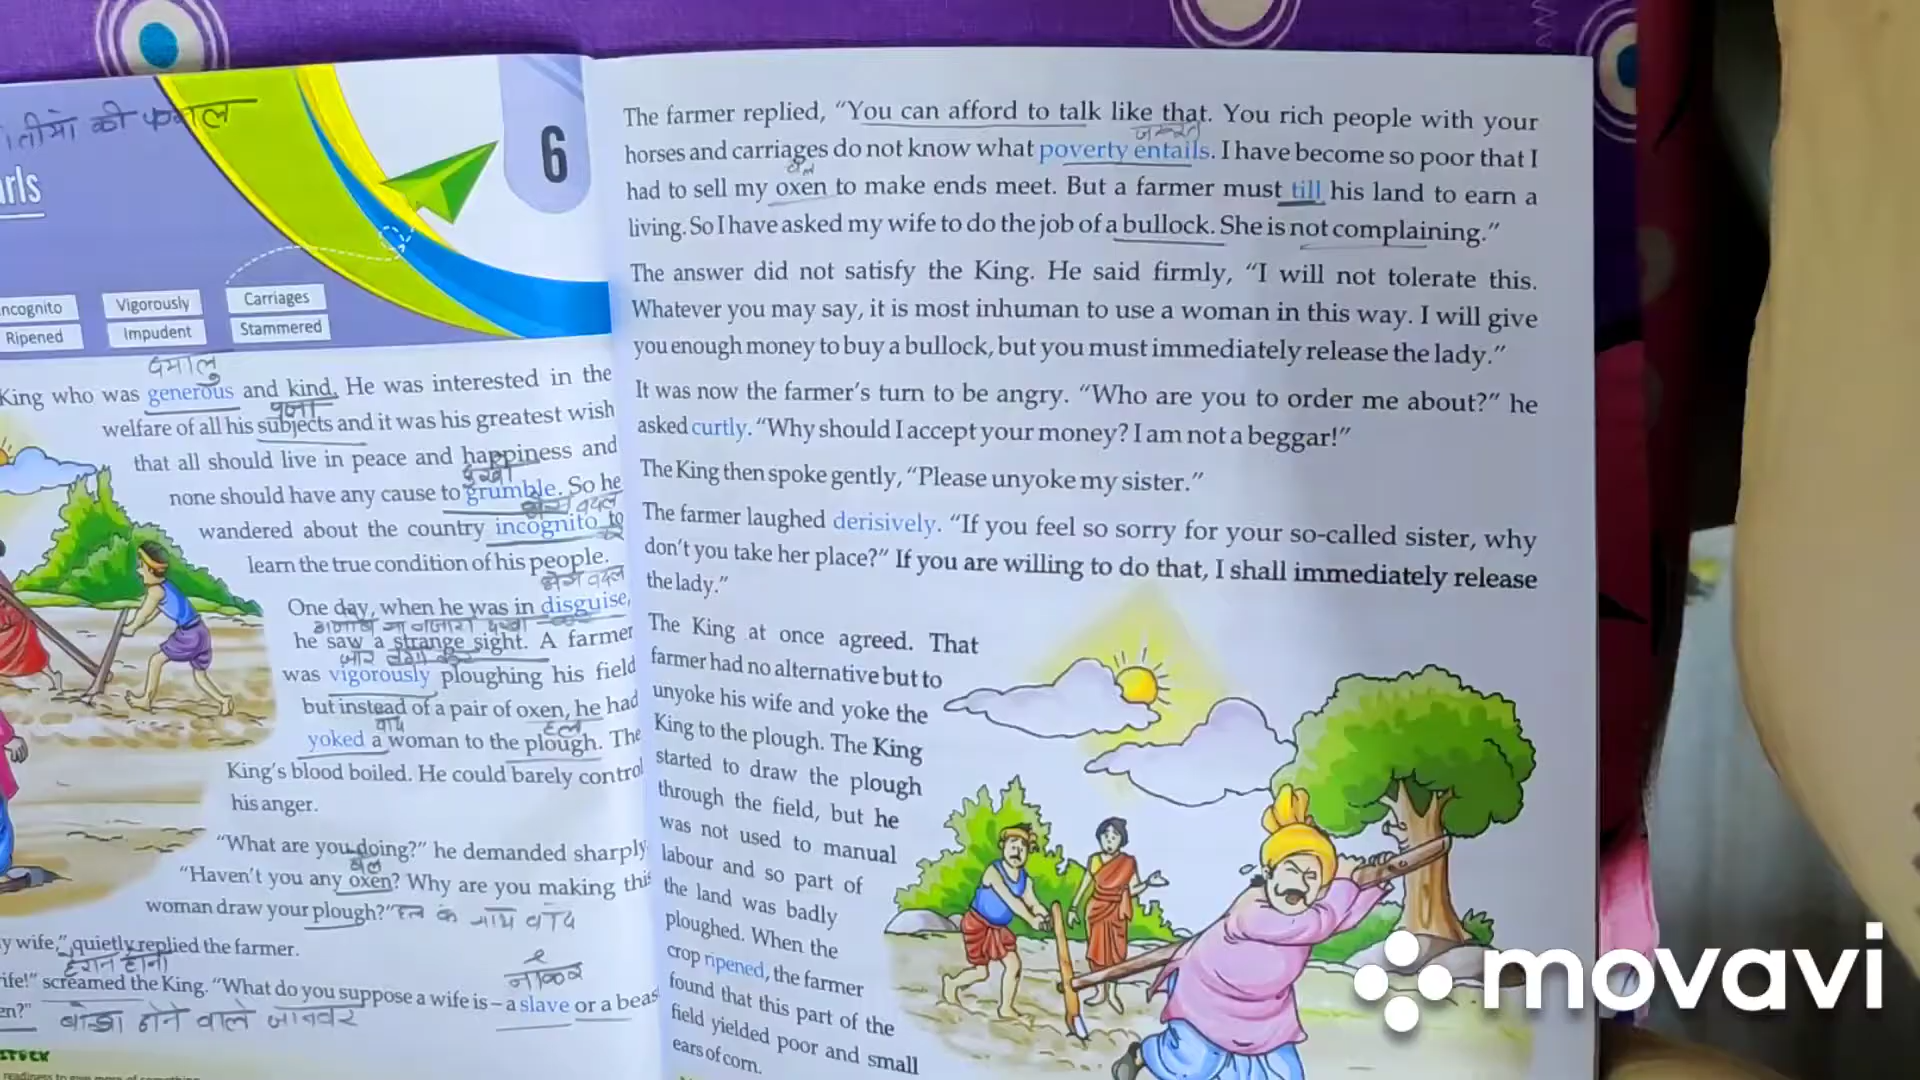 6
incognito Vigorously Carriages
Ripened Impudent Stammered
King who was generous and kind. He was interested in the
welfare of all his subjects and it was his greatest wish
that all should live in peace and happiness and
none should have any cause to grumble. So he
wandered about the country incognito to
learn the true condition of his people.
One day, when he was in disguise,
he saw a strange sight. A farmer
was vigorously ploughing his field
but instead of a pair of oxen, he had
yoked a woman to the plough. The
King's blood boiled. He could barely control
his anger.
"What are you doing?" he demanded sharply
"Haven't you any oxen? Why are you making this
woman draw your plough?"
wife," quietly replied the farmer.
screamed the King. "What do you suppose a wife is – a slave or a beas
बोझा ढोने वाले जानवर
The farmer replied, "You can afford to talk like that. You rich people with your
horses and carriages do not know what poverty entails. I have become so poor that I
had to sell my oxen to make ends meet. But a farmer must till his land to earn a
living. So I have asked my wife to do the job of a bullock. She is not complaining."
The answer did not satisfy the King. He said firmly, "I will not tolerate this.
Whatever you may say, it is most inhuman to use a woman in this way. I will give
you enough money to buy a bullock, but you must immediately release the lady."
It was now the farmer's turn to be angry. "Who are you to order me about?" he
asked curtly. "Why should I accept your money? I am not a beggar!"
The King then spoke gently, "Please unyoke my sister."
The farmer laughed derisively. "If you feel so sorry for your so-called sister, why
don't you take her place?" If you are willing to do that, I shall immediately release
the lady."
The King at once agreed. That
farmer had no alternative but to
unyoke his wife and yoke the
King to the plough. The King
started to draw the plough
through the field, but he
was not used to manual
labour and so part of
the land was badly
ploughed. When the
crop ripened, the farmer
found that this part of the
field yielded poor and small
ears of corn.
movavi